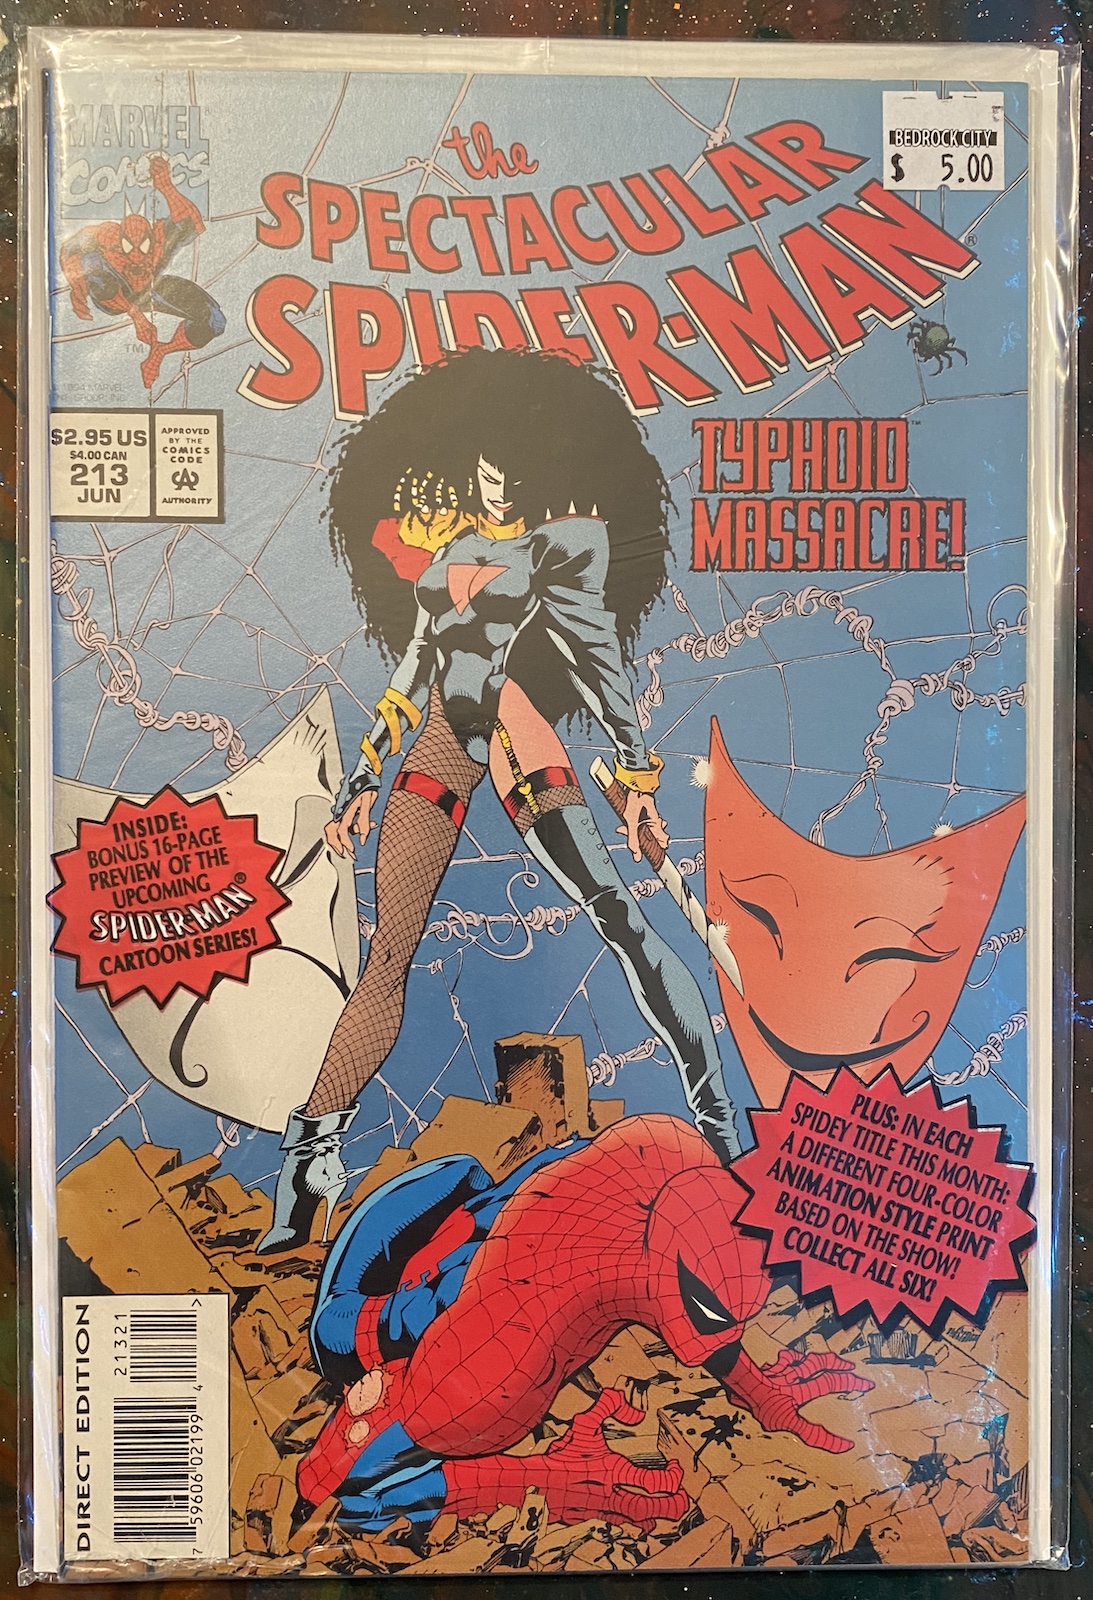 MARVEL
COMICS
BEDROCK CITY
$ 5.00
the
SPECTACULAR
SPIDER-MAN®
TM
$2.95 US
$4.00 CAN
213
JUN
APPROVED
BY THE
COMICS
CODE
CA
AUTHORITY
TYPHOID™
MASSACRE!
INSIDE:
BONUS 16-PAGE
PREVIEW OF THE
UPCOMING
SPIDER-MAN®
CARTOON SERIES!
PLUS: IN EACH
SPIDEY TITLE THIS MONTH:
A DIFFERENT FOUR-COLOR
ANIMATION STYLE PRINT
BASED ON THE SHOW!
COLLECT ALL SIX!
DIRECT EDITION
21321
7 59606 02199 4 >